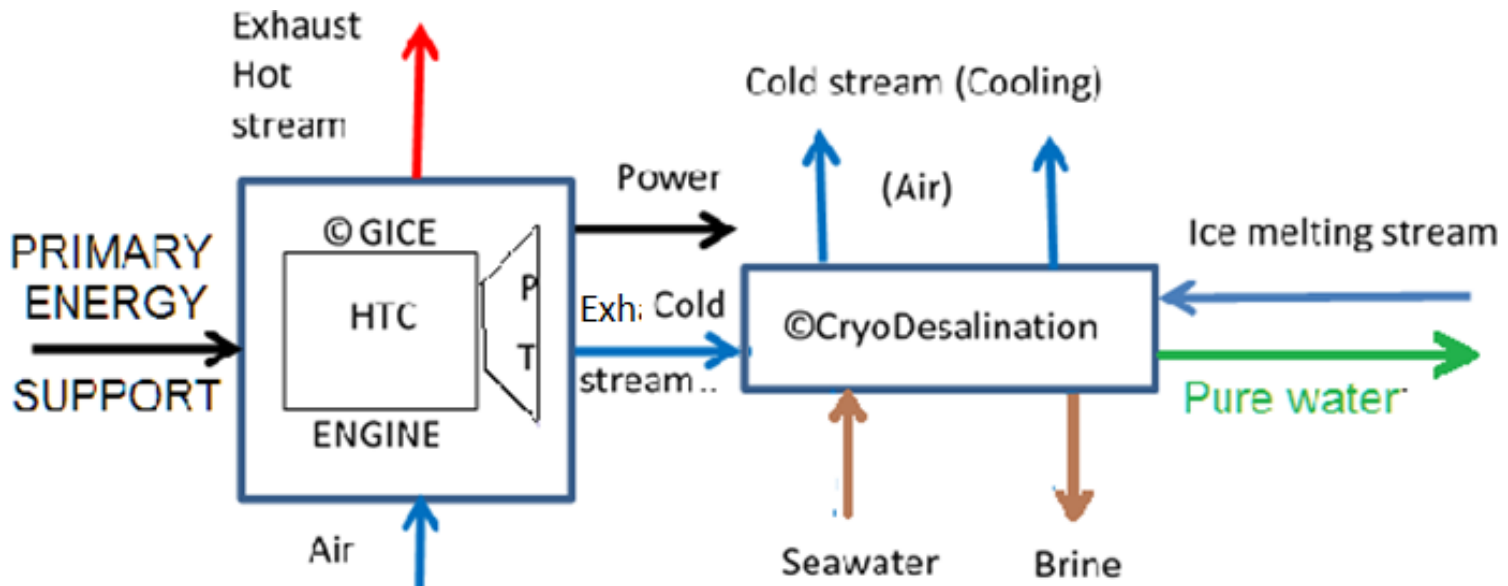 Exhaust
Hot
stream
Cold stream (Cooling)
(Air)
Power
Ice melting stream
© GICE
PRIMARY
ENERGY
HTC
P
T
Cold
©CryoDesalination
SUPPORT
stream..
Pure water
ENGINE
Air
Seawater
Brine